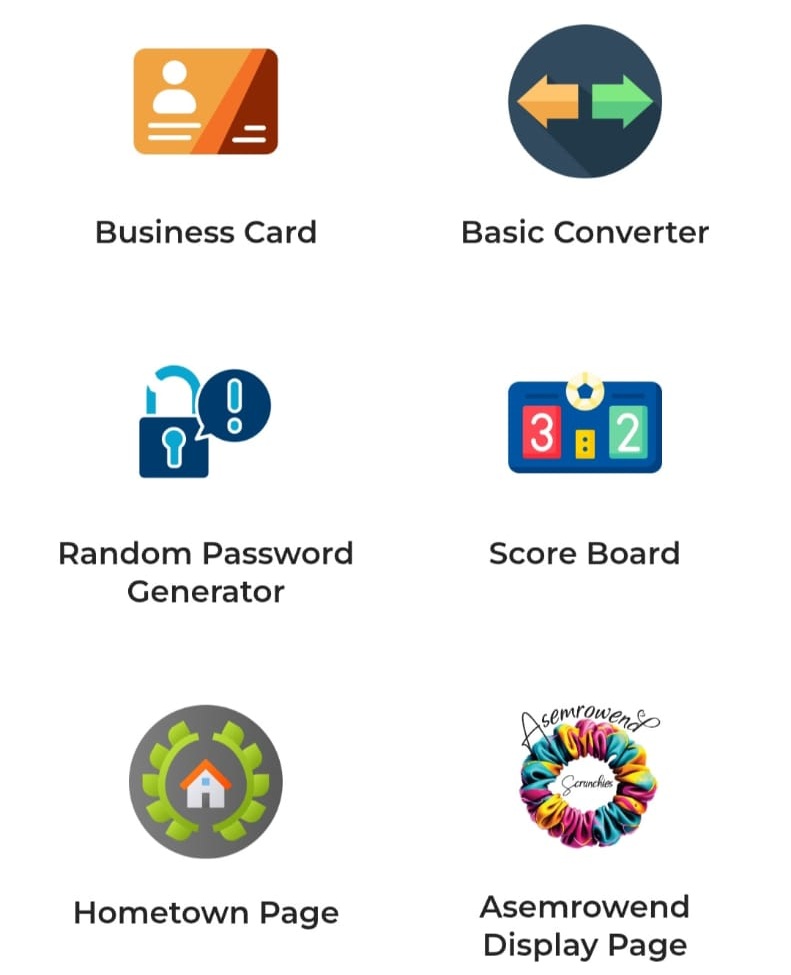 Business Card
Basic Converter
Random Password
Generator
3 : 2
Score Board
Asemrowend
Scrunchies
Hometown Page
Asemrowend
Display Page